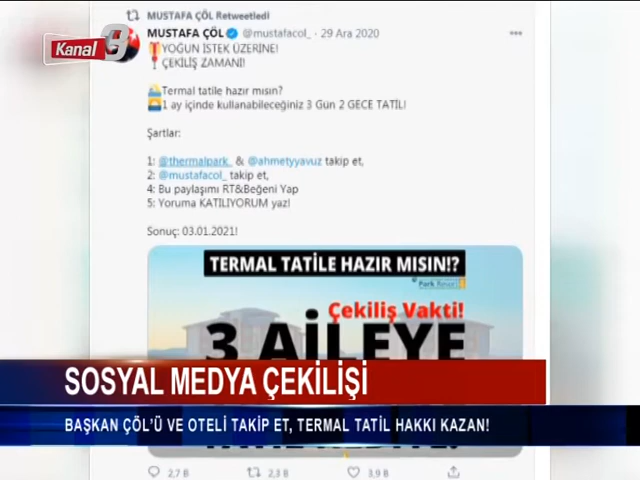 Kanal 9
MUSTAFA ÇÖL Retweetledi
MUSTAFA ÇÖL @mustafacol_ · 29 Ara 2020
YOĞUN İSTEK ÜZERİNE!
ÇEKİLİŞ ZAMANI!
Termal tatile hazır mısın?
1 ay içinde kullanabileceğiniz 3 Gün 2 GECE TATİL!
Şartlar:
1: @thermalpark_ & @ahmetyyavuz takip et,
2: @mustafacol_ takip et,
4: Bu paylaşımı RT&Beğeni Yap
5: Yoruma KATILIYORUM yaz!
Sonuç: 03.01.2021!
TERMAL TATILE HAZIR MISIN!?
Çekiliş Vakti!
3 AİLEYE
SOSYAL MEDYA ÇEKİLİŞİ
BAŞKAN ÇÖL'Ü VE OTELİ TAKİP ET, TERMAL TATİL HAKKI KAZAN!
2,7 B 2,3 B 3,9 B